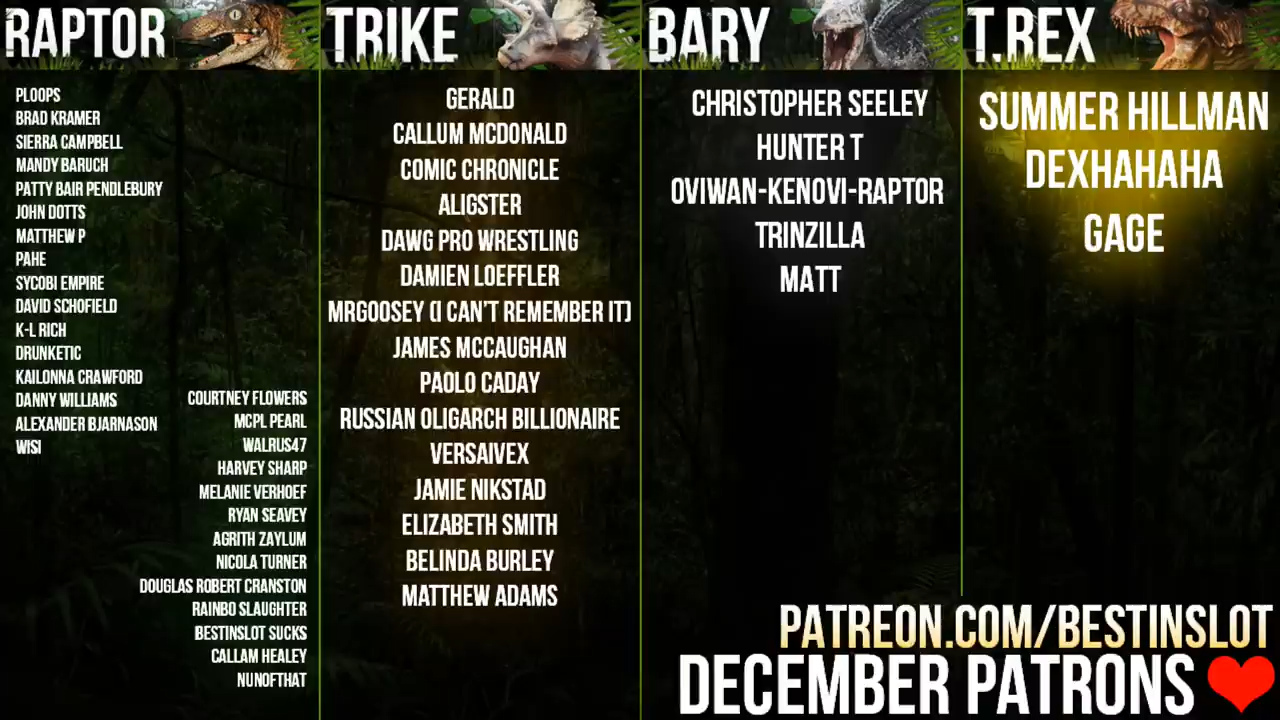 RAPTOR
PLOOPS
BRAD KRAMER
SIERRA CAMPBELL
MANDY BARUCH
PATTY BAIR PENDLEBURY
JOHN DOTTS
MATTHEW P
PAHE
SYCOBI EMPIRE
DAVID SCHOFIELD
K-L RICH
DRUNKETIC
KAILONNA CRAWFORD
DANNY WILLIAMS
ALEXANDER BJARNASON
WISI
COURTNEY FLOWERS
MCPL PEARL
WALRUS47
HARVEY SHARP
MELANIE VERHOEF
RYAN SEAVEY
AGRITH ZAYLUM
NICOLA TURNER
DOUGLAS ROBERT CRANSTON
RAINBO SLAUGHTER
BESTINSLOT SUCKS
CALLAM HEALEY
NUNOFTHAT
TRIKE
GERALD
CALLUM MCDONALD
COMIC CHRONICLE
ALIGSTER
DAWG PRO WRESTLING
DAMIEN LOEFFLER
MRGOOSEY (I CAN'T REMEMBER IT)
JAMES MCCAUGHAN
PAOLO CADAY
RUSSIAN OLIGARCH BILLIONAIRE
VERSAIVEX
JAMIE NIKSTAD
ELIZABETH SMITH
BELINDA BURLEY
MATTHEW ADAMS
BARY
CHRISTOPHER SEELEY
HUNTER T
OVIWAN-KENOVI-RAPTOR
TRINZILLA
MATT
T.REX
SUMMER HILLMAN
DEXHAHAHA
GAGE
PATREON.COM/BESTINSLOT
DECEMBER PATRONS